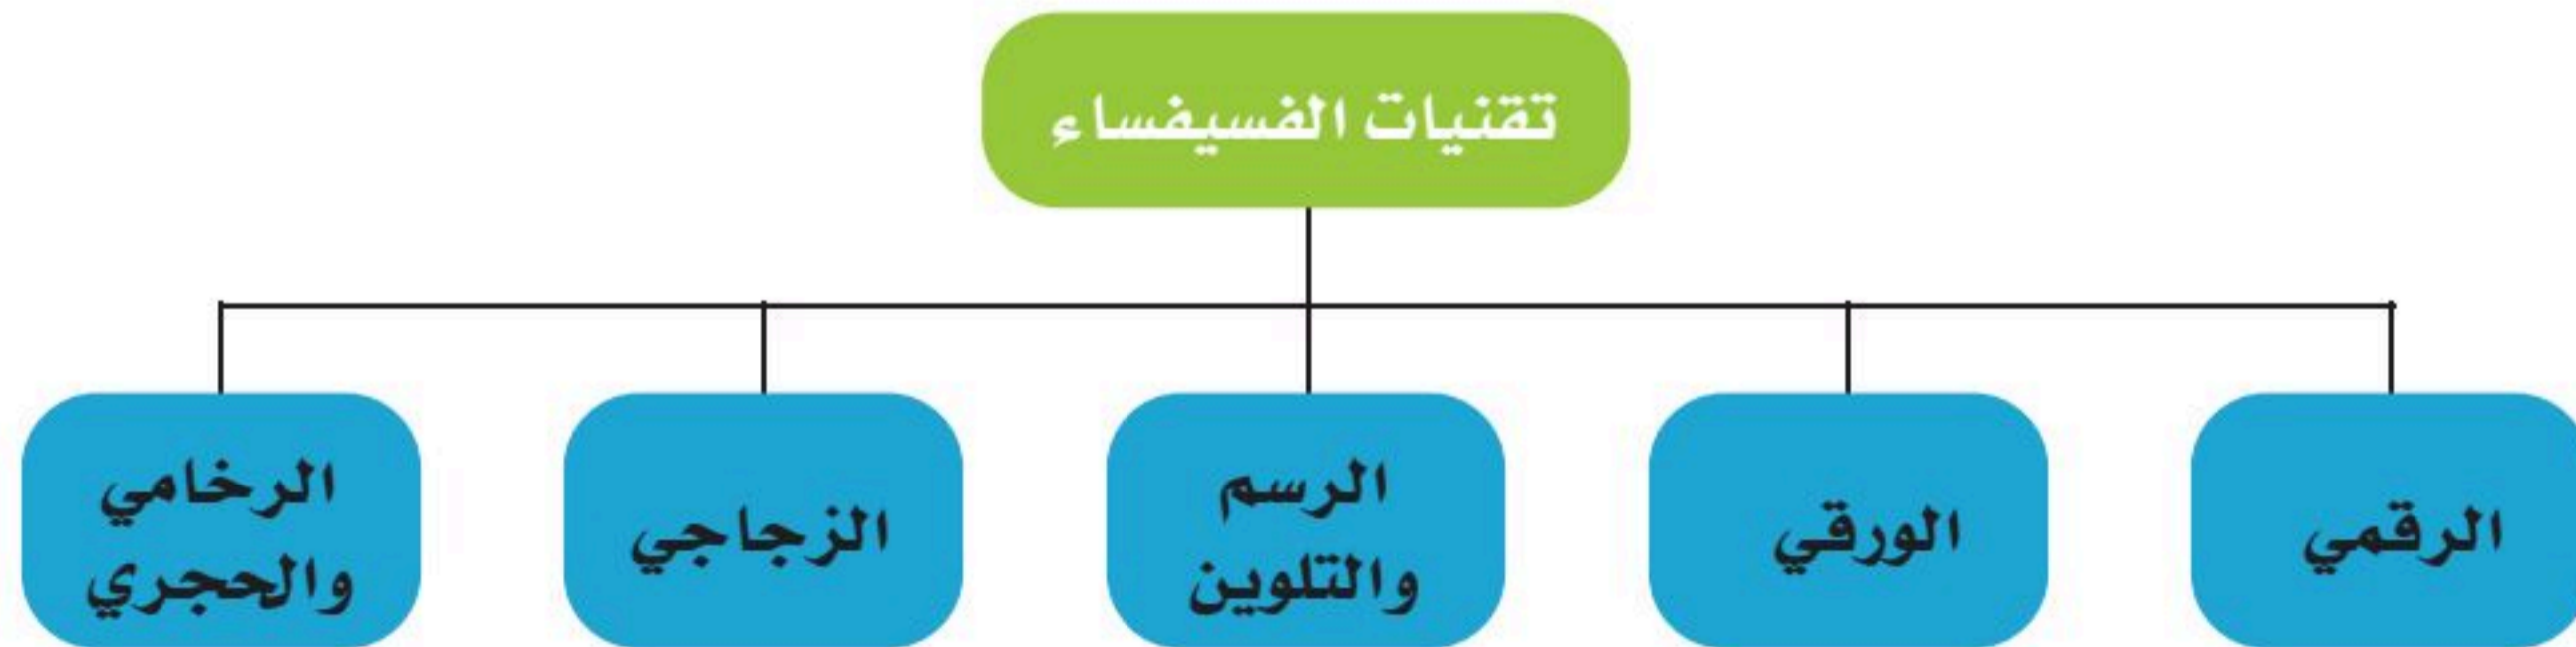 تقنيات الفسيفساء
الرقمي
الورقي
الرسم
والتلوين
الزجاجي
الرخامي
والحجري